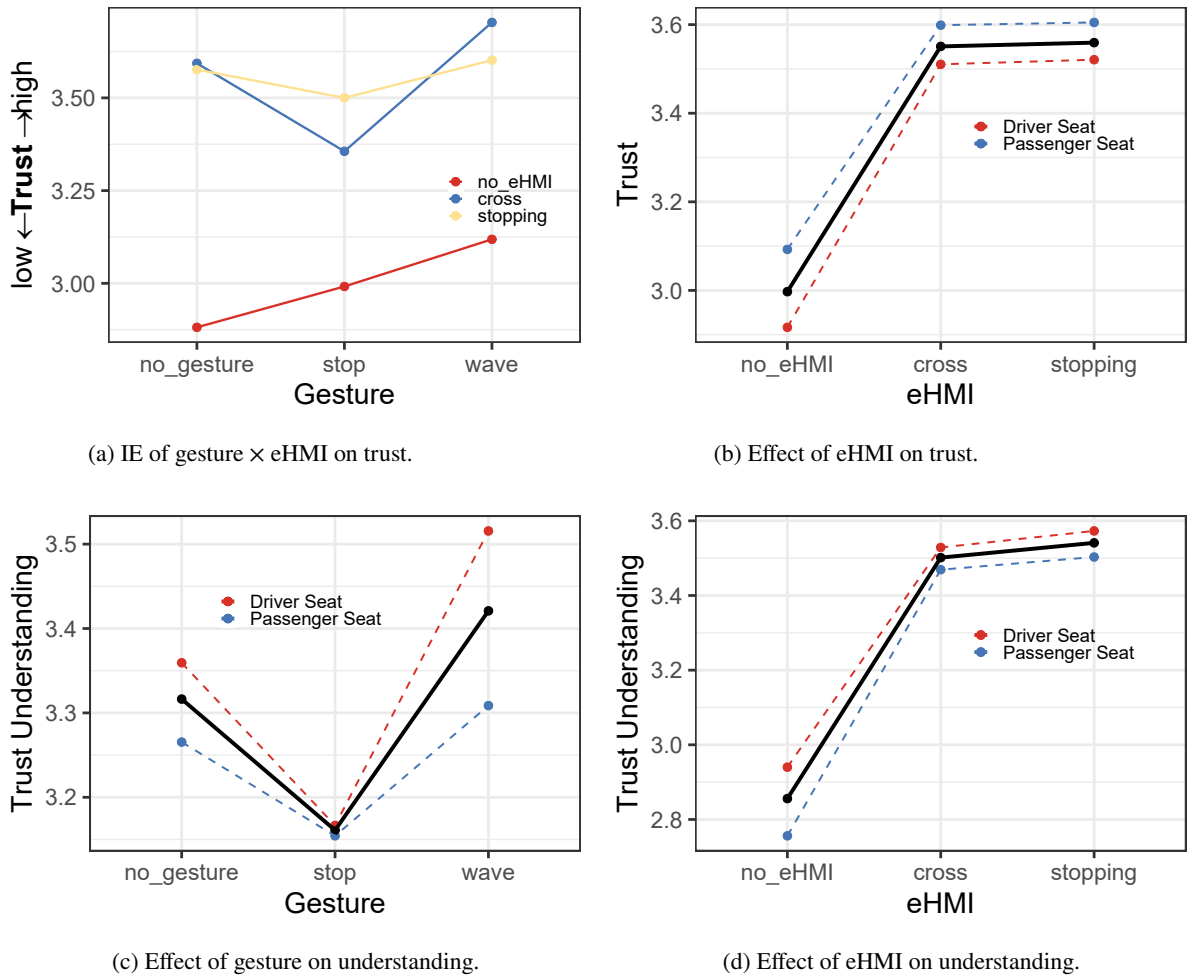 low ←Trust →high
3.50
3.25
3.00
no_eHMI
cross
stopping
no_gesture stop wave
Gesture
(a) IE of gesture × eHMI on trust.
Trust
3.6
3.4
3.2
3.0
Driver Seat
Passenger Seat
no_eHMI cross stopping
eHMI
(b) Effect of eHMI on trust.
Trust Understanding
3.5
3.4
3.3
3.2
Driver Seat
Passenger Seat
no_gesture stop wave
Gesture
(c) Effect of gesture on understanding.
Trust Understanding
3.6
3.4
3.2
3.0
2.8
Driver Seat
Passenger Seat
no_eHMI cross stopping
eHMI
(d) Effect of eHMI on understanding.